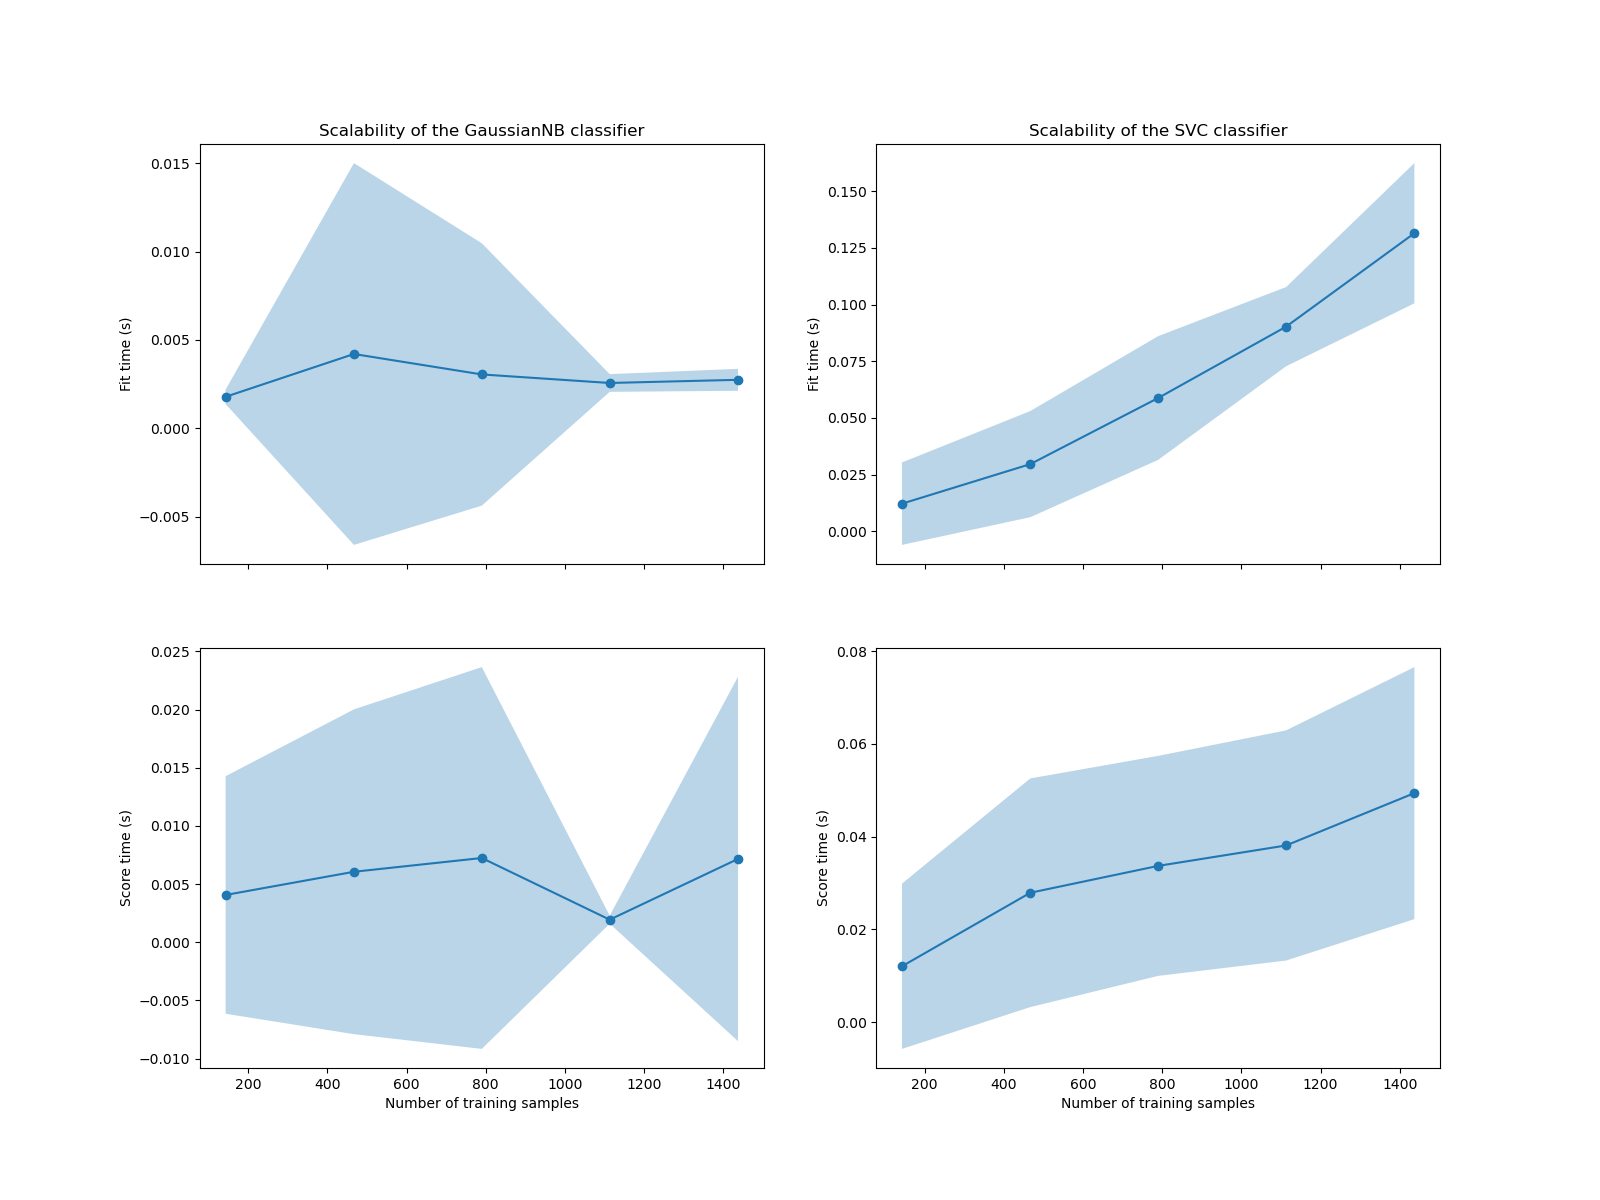 Scalability of the GaussianNB classifier
0.015
0.010
0.005
0.000
−0.005
Fit time (s)
Scalability of the SVC classifier
0.150
0.125
0.100
0.075
0.050
0.025
0.000
Fit time (s)
0.025
0.020
0.015
0.010
0.005
0.000
−0.005
−0.010
Score time (s)
200 400 600 800 1000 1200 1400
Number of training samples
0.08
0.06
0.04
0.02
0.00
Score time (s)
200 400 600 800 1000 1200 1400
Number of training samples